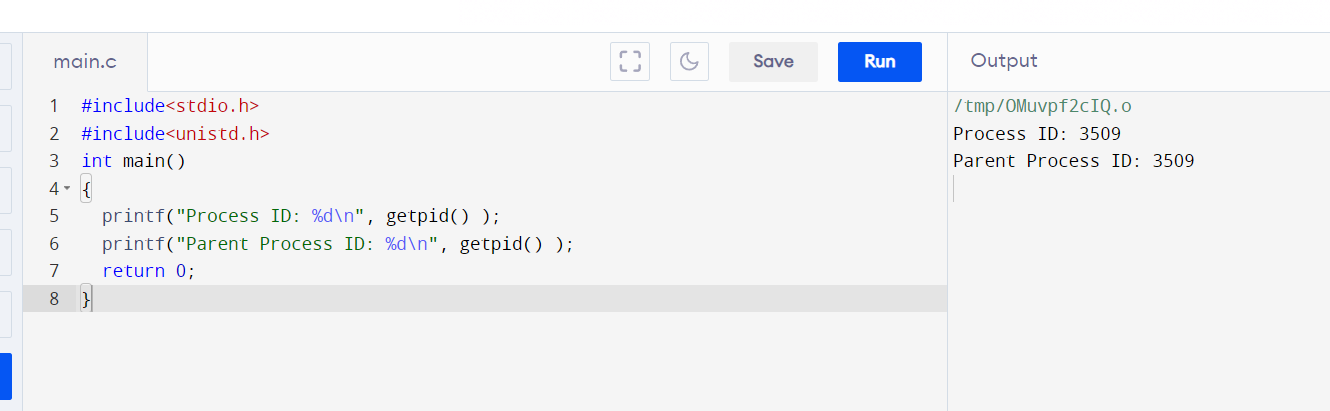 main.c
Save
Run
Output
1 #include<stdio.h>
2 #include<unistd.h>
3 int main()
4 {
5 printf("Process ID: %d\n", getpid() );
6 printf("Parent Process ID: %d\n", getpid() );
7 return 0;
8 }
/tmp/OMuvpf2cIQ.o
Process ID: 3509
Parent Process ID: 3509